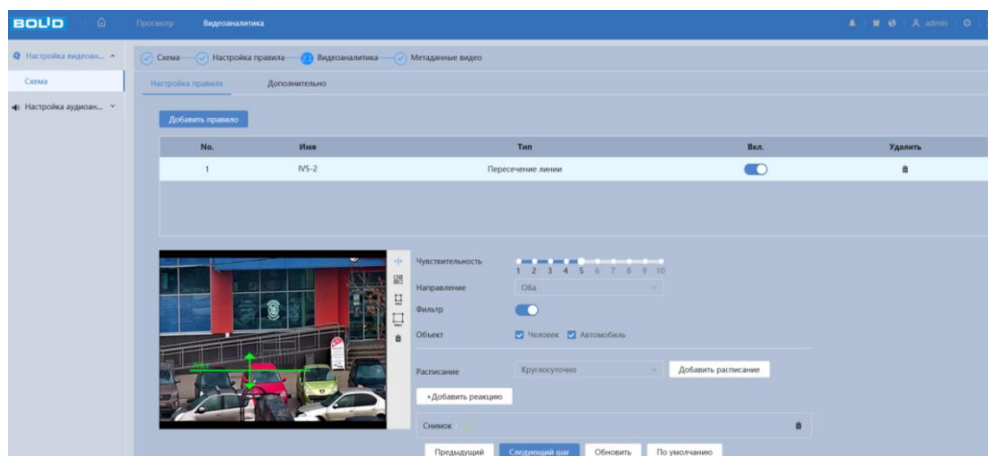 BOLID Просмотр Видеоаналитика admin
Настройка видеоан...
Схема
Настройка аудиоан...
Схема Настройка правила Видеоаналитика Метаданные видео
Настройка правила Дополнительно
Добавить правило
No. Имя Тип Вкл. Удалить
1 IVS-2 Пересечение линии
Чувствительность
1 2 3 4 5 6 7 8 9 10
Направление Оба
Фильтр
Объект Человек Автомобиль
Расписание Круглосуточно Добавить расписание
+Добавить реакцию
Снимок
Предыдущий Следующий шаг Обновить По умолчанию